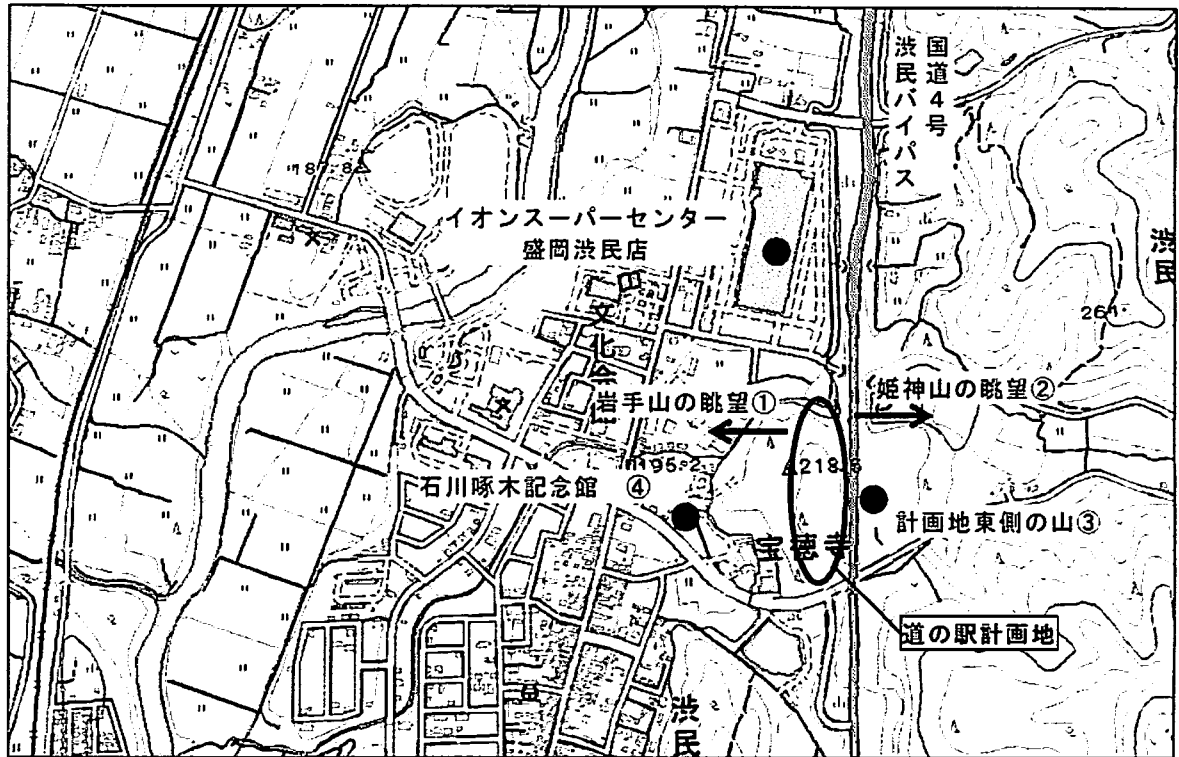 国道4号
渋民バイパス
イオンスーパーセンター
盛岡渋民店
渋民
261
文化会館
岩手山の眺望①
姫神山の眺望②
195.2
218.6
石川啄木記念館 ④
計画地東側の山③
宝徳寺
道の駅計画地
渋民